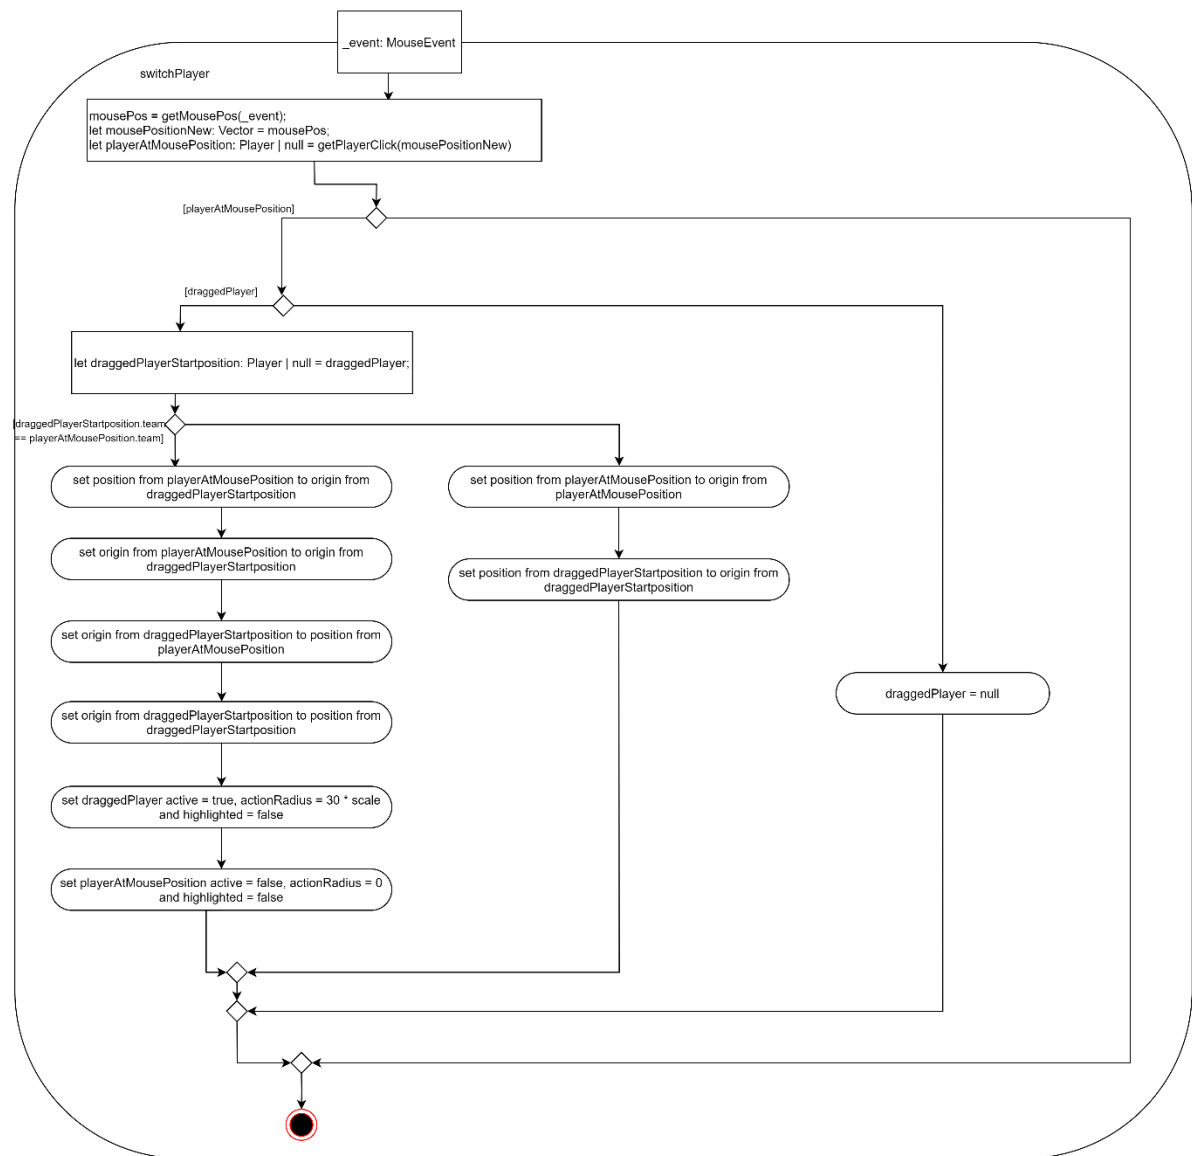 _event: MouseEvent
switchPlayer
mousePos = getMousePos(_event);
let mousePositionNew: Vector = mousePos;
let playerAtMousePosition: Player | null = getPlayerClick(mousePositionNew)
[playerAtMousePosition]
[draggedPlayer]
let draggedPlayerStartposition: Player | null = draggedPlayer;
[draggedPlayerStartposition.team
== playerAtMousePosition.team]
set position from playerAtMousePosition to origin from
draggedPlayerStartposition
set position from playerAtMousePosition to origin from
playerAtMousePosition
set origin from playerAtMousePosition to origin from
draggedPlayerStartposition
set position from draggedPlayerStartposition to origin from
draggedPlayerStartposition
set origin from draggedPlayerStartposition to position from
playerAtMousePosition
draggedPlayer = null
set origin from draggedPlayerStartposition to position from
draggedPlayerStartposition
set draggedPlayer active = true, actionRadius = 30 * scale
and highlighted = false
set playerAtMousePosition active = false, actionRadius = 0
and highlighted = false